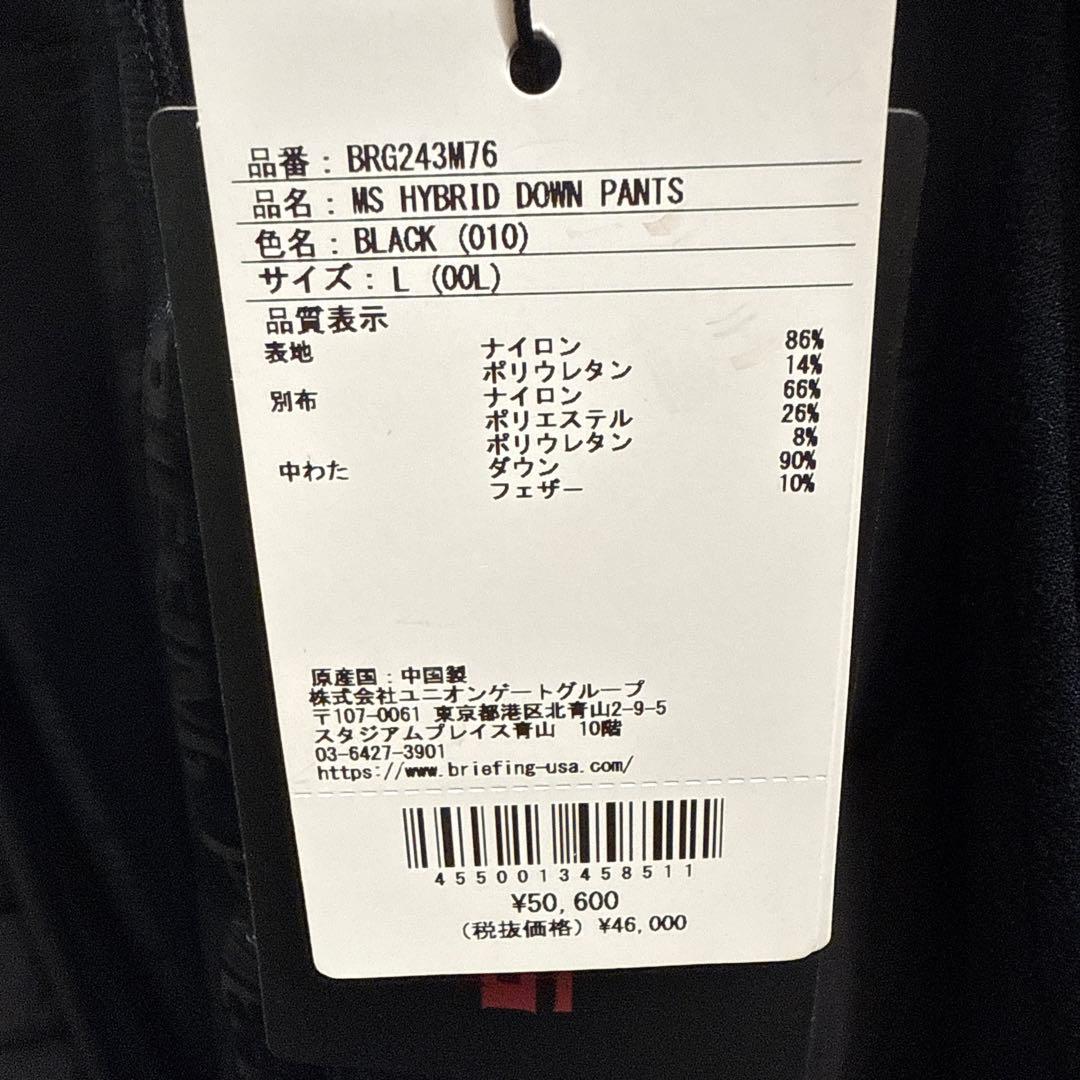 品番：BRG243M76
品名：MS HYBRID DOWN PANTS
色名：BLACK (010)
サイズ：L (00L)
品質表示
表地 ナイロン 86%
ポリウレタン 14%
別布 ナイロン 66%
ポリエステル 26%
ポリウレタン 8%
中わた ダウン 90%
フェザー 10%
原産国：中国製
株式会社ユニオンゲートグループ
〒107-0061 東京都港区北青山2-9-5
スタジアムプレイス青山 10階
03-6427-3901
https://www.briefing-usa.com/
4550013458511
¥50,600
(税抜価格) ¥46,000